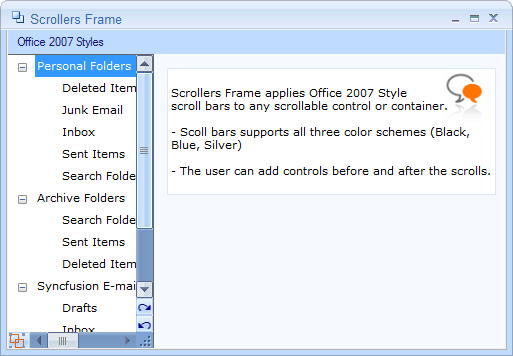 Scrollers Frame
Office 2007 Styles
Personal Folders
Deleted Item
Junk Email
Inbox
Sent Items
Search Folde
Archive Folders
Search Folde
Sent Items
Deleted Item
Syncfusion E-mai
Drafts
Inbox
Scrollers Frame applies Office 2007 Style
scroll bars to any scrollable control or container.
- Scoll bars supports all three color schemes (Black,
Blue, Silver)
- The user can add controls before and after the scrolls.